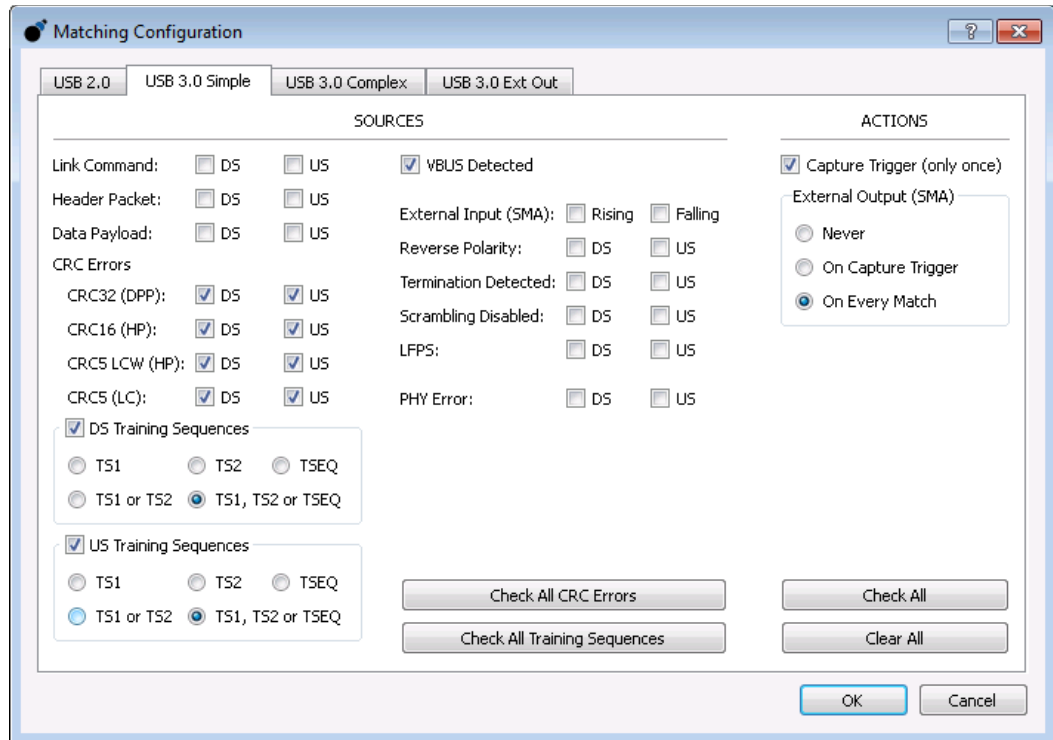 Matching Configuration
USB 2.0 USB 3.0 Simple USB 3.0 Complex USB 3.0 Ext Out
SOURCES
Link Command: DS US
Header Packet: DS US
Data Payload: DS US
CRC Errors
CRC32 (DPP): DS US
CRC16 (HP): DS US
CRC5 LCW (HP): DS US
CRC5 (LC): DS US
DS Training Sequences
TS1 TS2 TSEQ
TS1 or TS2 TS1, TS2 or TSEQ
US Training Sequences
TS1 TS2 TSEQ
TS1 or TS2 TS1, TS2 or TSEQ
VBUS Detected
External Input (SMA): Rising Falling
Reverse Polarity: DS US
Termination Detected: DS US
Scrambling Disabled: DS US
LFPS: DS US
PHY Error: DS US
Check All CRC Errors
Check All Training Sequences
ACTIONS
Capture Trigger (only once)
External Output (SMA)
Never
On Capture Trigger
On Every Match
Check All
Clear All
OK Cancel